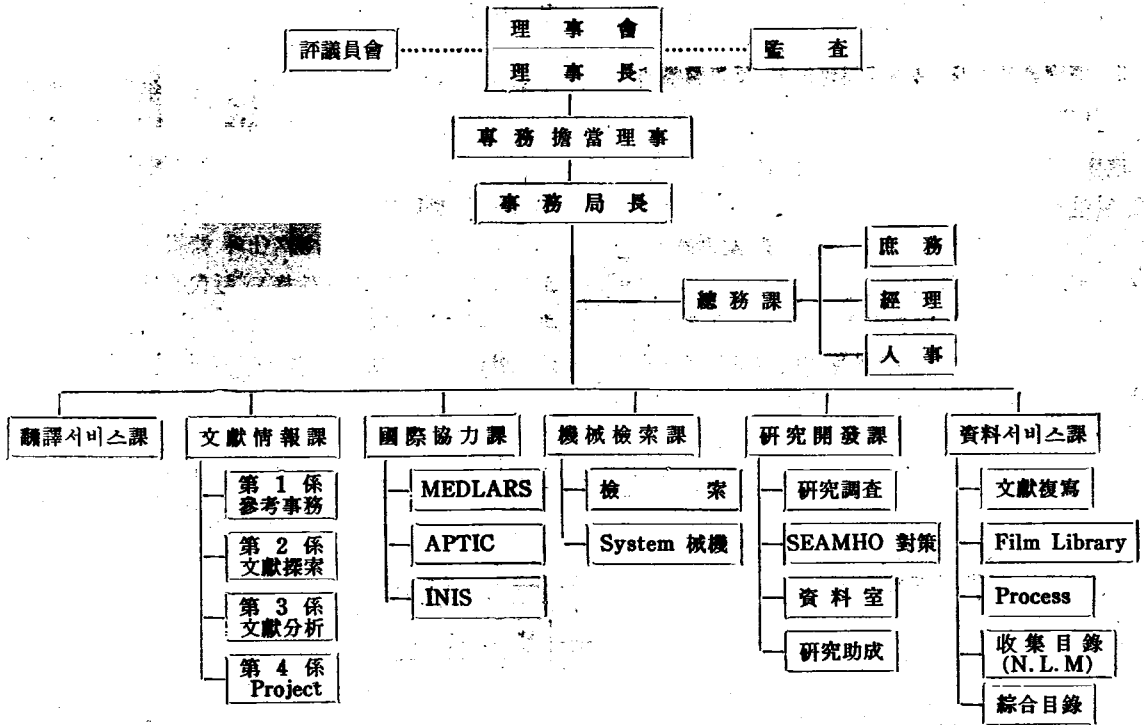 理事會
評議員會
監查
理事長
專務擔當理事
事務局長
庶務
總務課
經理
人事
飜譯서비스課
文獻情報課
國際協力課
機械檢索課
硏究開發課
資料서비스課
第1係
參考事務
第2係
文獻探索
第3係
文獻分析
第4係
Project
MEDLARS
APTIC
INIS
檢索
System 械機
硏究調査
SEAMHO 對策
資料室
硏究助成
文獻複寫
Film Library
Process
收集目錄
(N.L.M)
綜合目錄